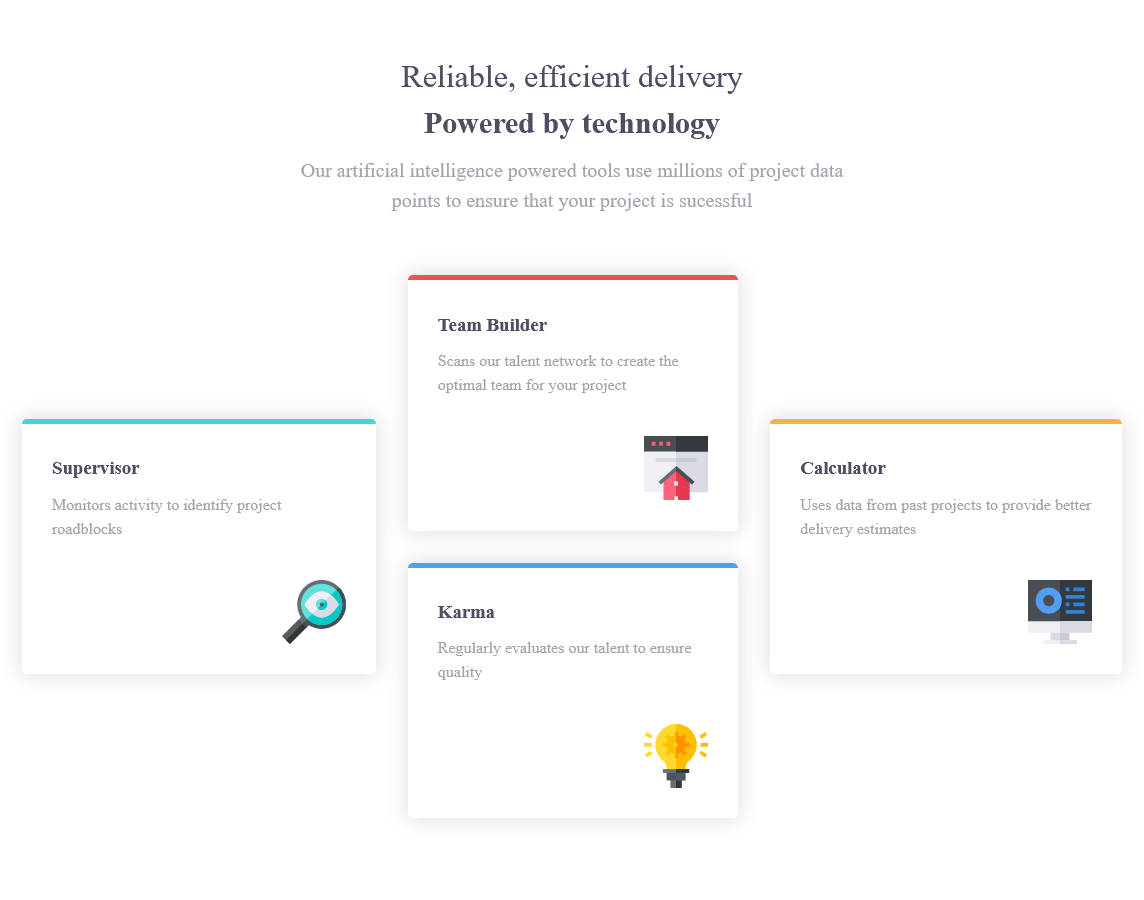 Reliable, efficient delivery
Powered by technology
Our artificial intelligence powered tools use millions of project data
points to ensure that your project is sucessful
Supervisor
Monitors activity to identify project
roadblocks
Team Builder
Scans our talent network to create the
optimal team for your project
Karma
Regularly evaluates our talent to ensure
quality
Calculator
Uses data from past projects to provide better
delivery estimates